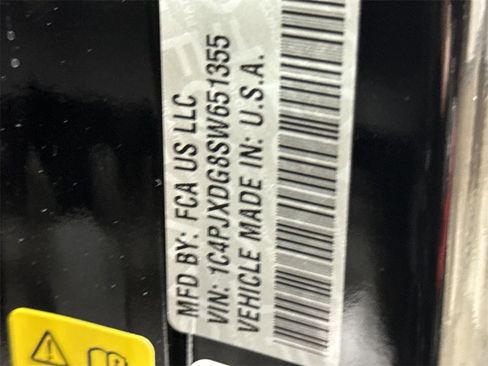 MFD BY: FCA US LLC
VIN: 1C4PJXDG8SW651355
VEHICLE MADE IN: U.S.A.